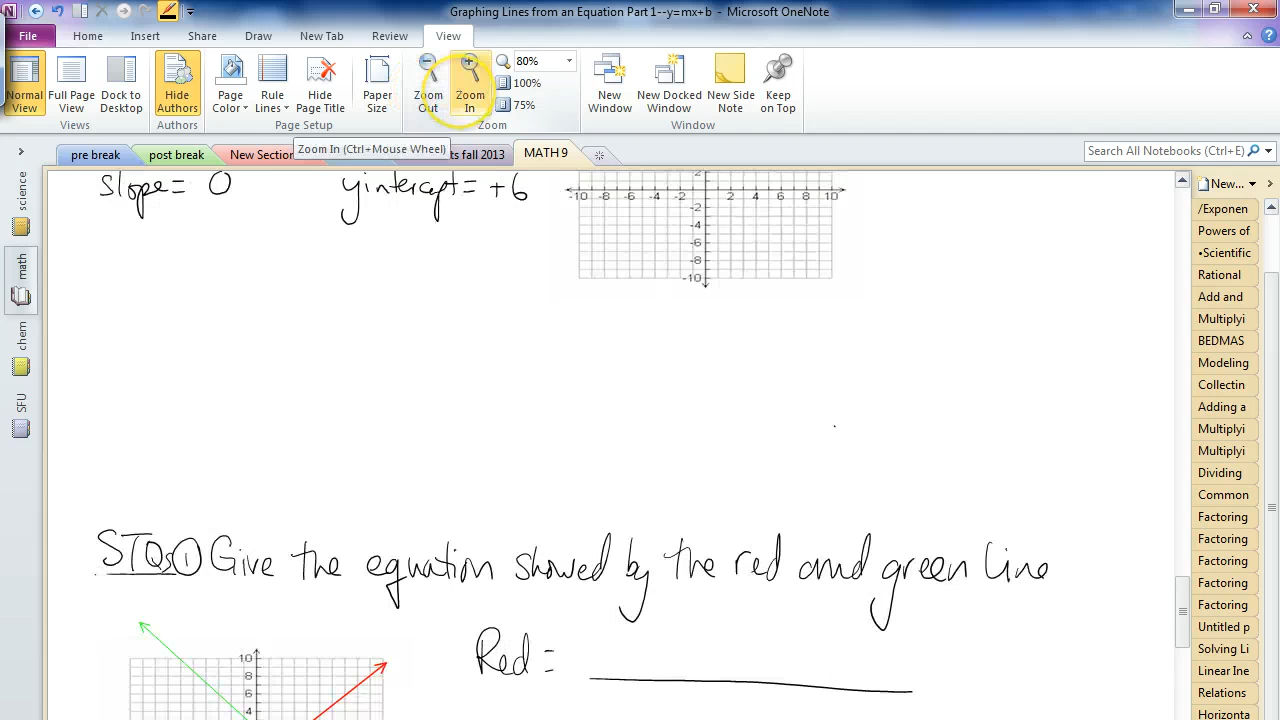 Graphing Lines from an Equation Part 1--y=mx+b - Microsoft OneNote
File Home Insert Share Draw New Tab Review View
Normal View Full Page View Dock to Desktop Hide Authors Page Color Rule Lines Hide Page Title Paper Size Zoom Out Zoom In 80% 100% 75% New Window New Docked Window New Side Note Keep on Top
Views Authors Page Setup Zoom Window
Zoom In (Ctrl+Mouse Wheel)
pre break post break New Section ts fall 2013 MATH 9 Search All Notebooks (Ctrl+E)
science
math
chem
SFU
slope = 0 yintercept = +6
2
-10 -8 -6 -4 -2 2 4 6 8 10
-2
-4
-6
-8
-10
STQs ① Give the equation showed by the red and green line
Red =
10
8
6
4
New...
/Exponen
Powers of
•Scientific
Rational
Add and
Multiplyi
BEDMAS
Modeling
Collectin
Adding a
Multiplyi
Multiplyi
Dividing
Common
Factoring
Factoring
Factoring
Factoring
Untitled p
Solving Li
Linear Ine
Relations
Horizonta